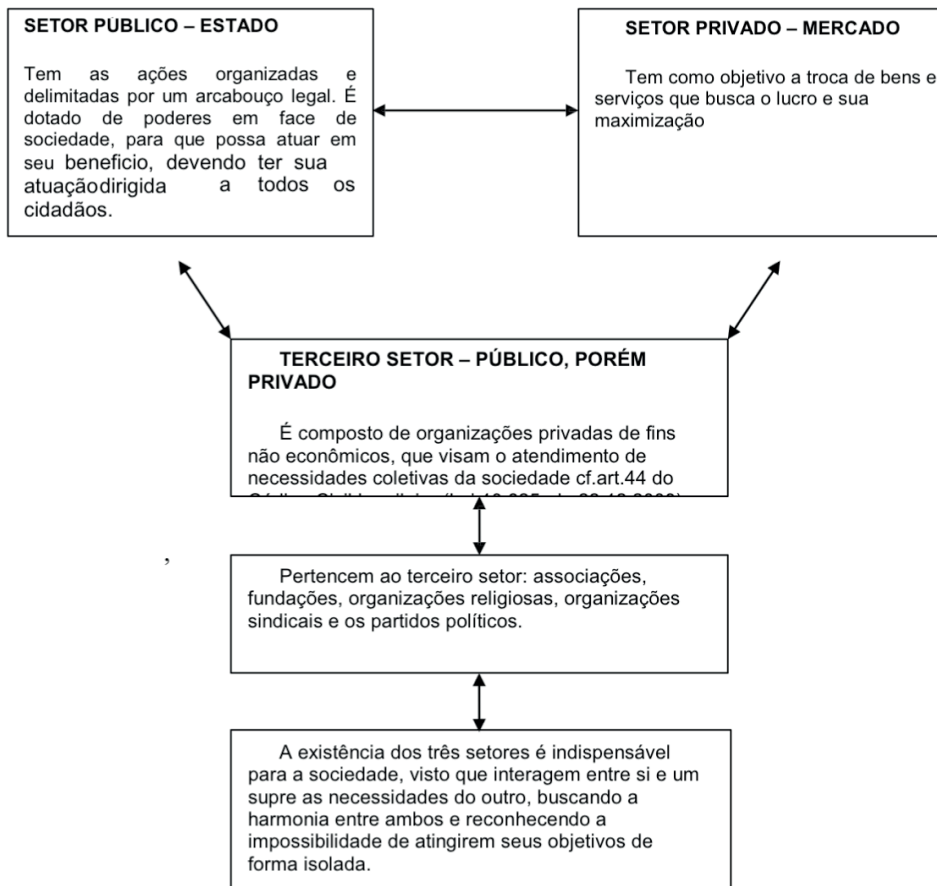 SETOR PÚBLICO – ESTADO
Tem as ações organizadas e
delimitadas por um arcabouço legal. É
dotado de poderes em face de
sociedade, para que possa atuar em
seu beneficio, devendo ter sua
atuaçãodirigida a todos os
cidadãos.
SETOR PRIVADO – MERCADO
Tem como objetivo a troca de bens e
serviços que busca o lucro e sua
maximização
TERCEIRO SETOR – PÚBLICO, PORÉM
PRIVADO
É composto de organizações privadas de fins
não econômicos, que visam o atendimento de
necessidades coletivas da sociedade cf.art.44 do
,
Pertencem ao terceiro setor: associações,
fundações, organizações religiosas, organizações
sindicais e os partidos políticos.
A existência dos três setores é indispensável
para a sociedade, visto que interagem entre si e um
supre as necessidades do outro, buscando a
harmonia entre ambos e reconhecendo a
impossibilidade de atingirem seus objetivos de
forma isolada.